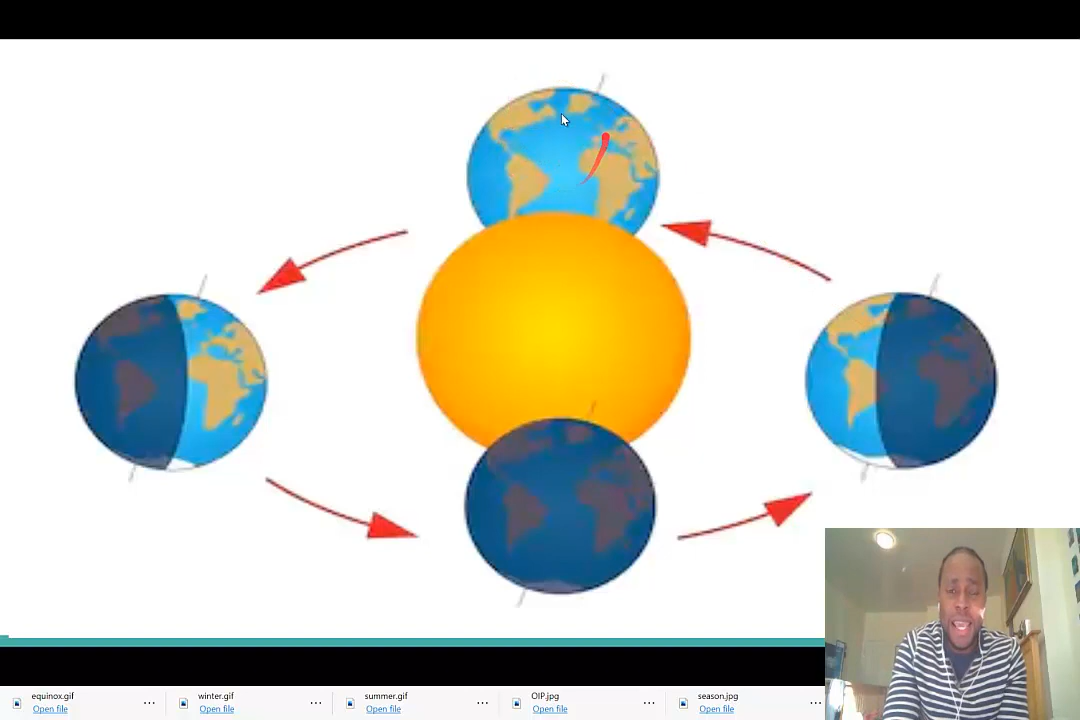 equinox.gif
Open file
...
winter.gif
Open file
...
summer.gif
Open file
...
OIP.jpg
Open file
...
season.jpg
Open file
...